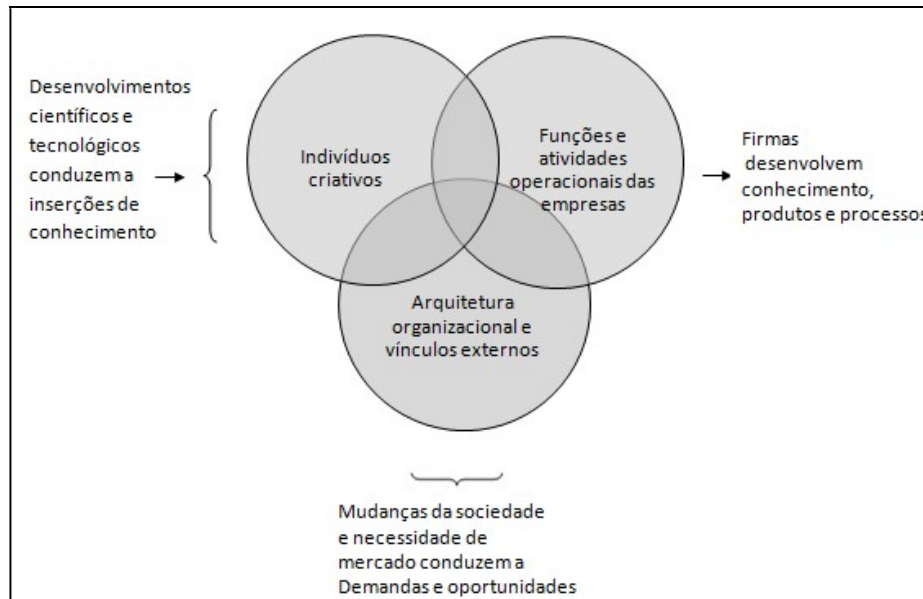 Desenvolvimentos
científicos e
tecnológicos
conduzem a
inserções de
conhecimento
Indivíduos
criativos
Funções e
atividades
operacionais das
empresas
Firmas
desenvolvem
conhecimento,
produtos e processos
Arquitetura
organizacional e
vínculos externos
Mudanças da sociedade
e necessidade de
mercado conduzem a
Demandas e oportunidades